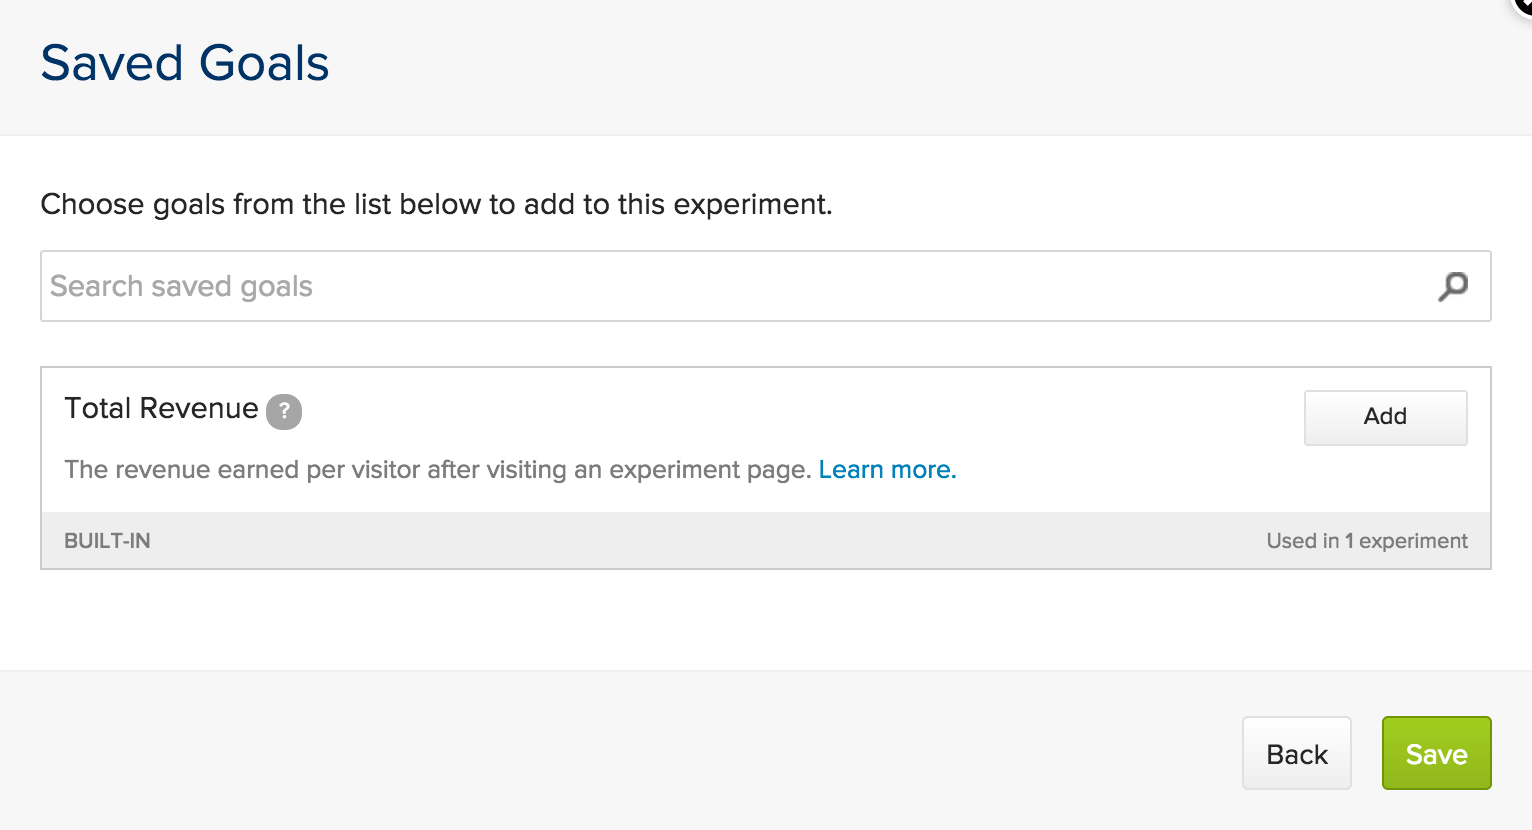 Saved Goals
Choose goals from the list below to add to this experiment.
Search saved goals
Total Revenue ?
Add
The revenue earned per visitor after visiting an experiment page. Learn more.
BUILT-IN
Used in 1 experiment
Back
Save